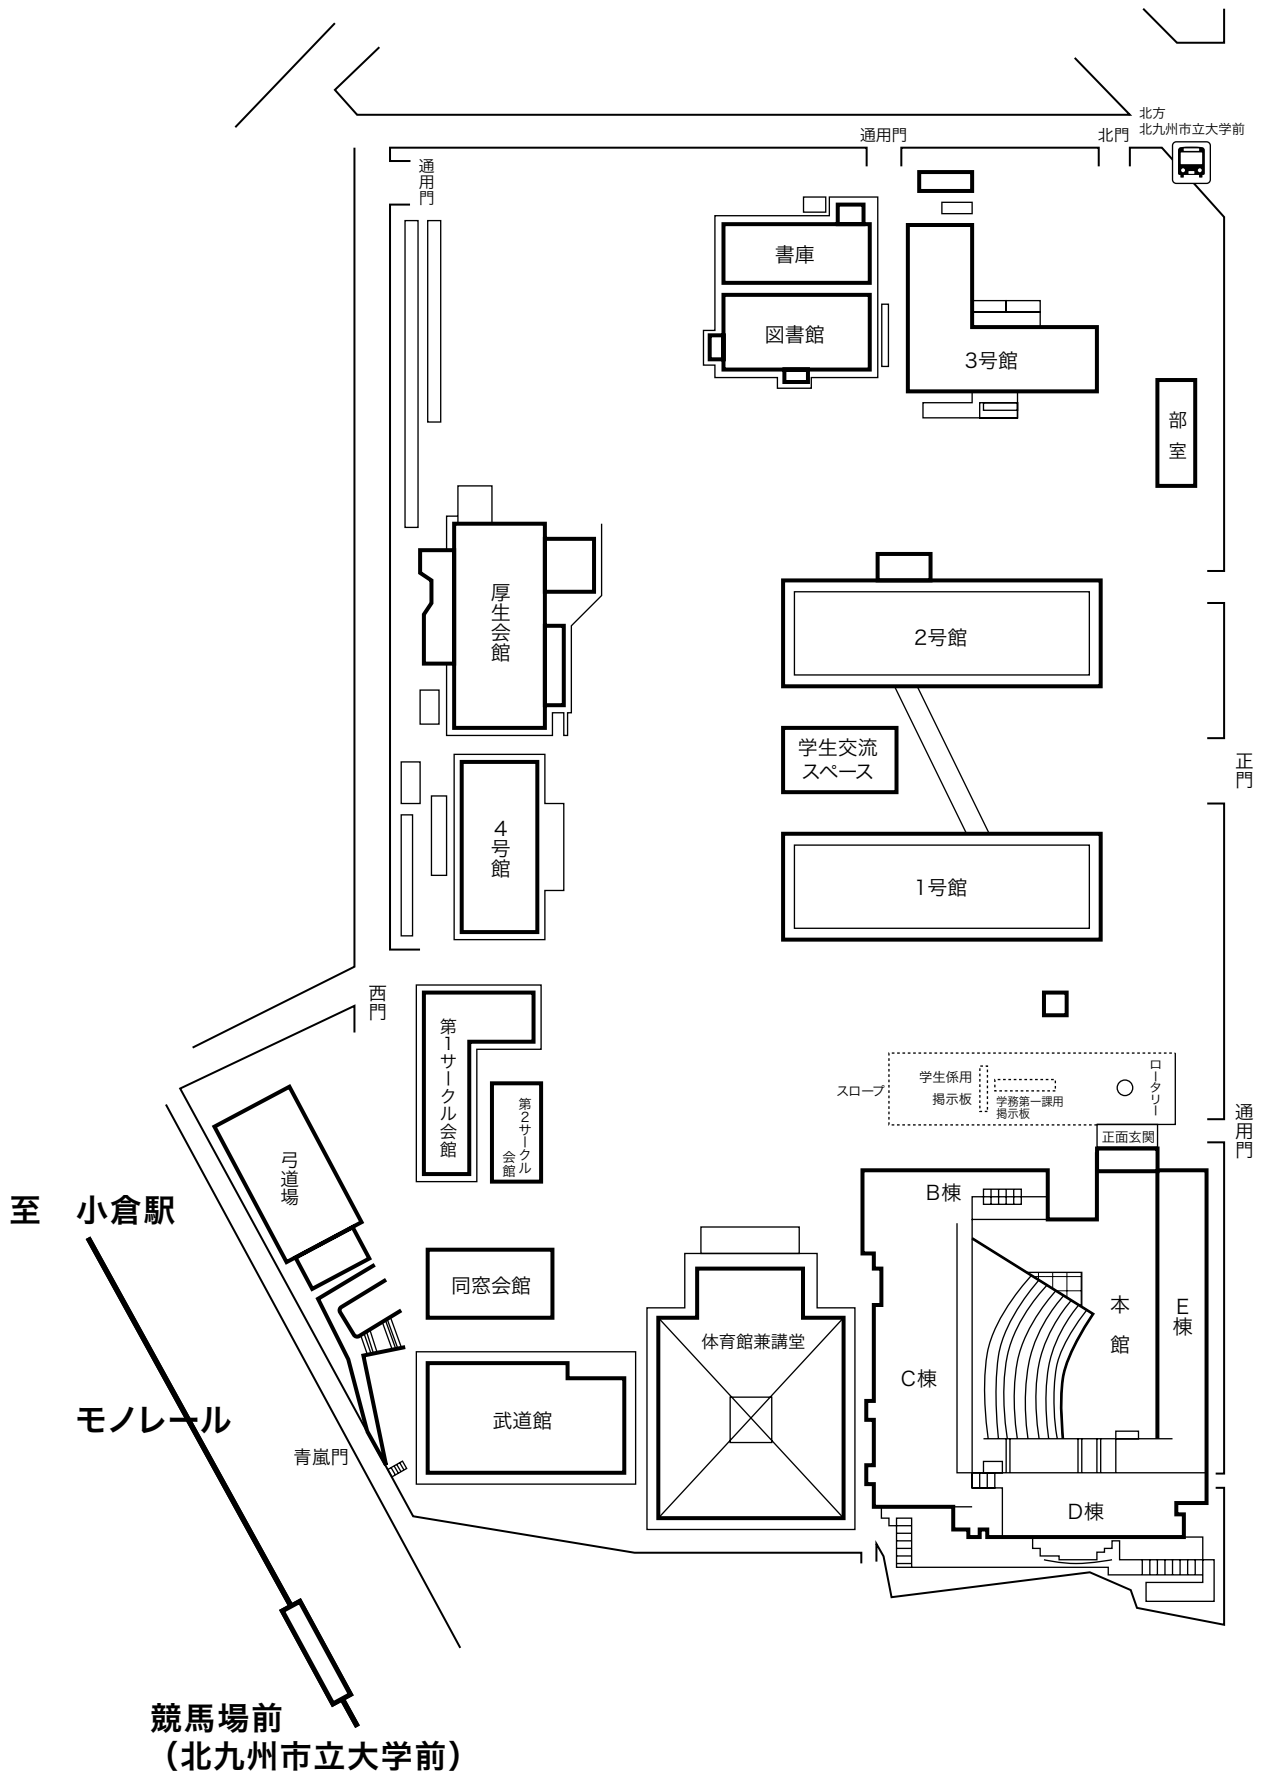 北方
北九州市立大学前
通用門
北門
通用門
書庫
図書館
3号館
部室
厚生会館
2号館
学生交流
スペース
正門
4号館
1号館
西門
第1サークル会館
第2サークル
会館
スロープ
学生係用
掲示板
学務第一課用
掲示板
ロータリー
正面玄関
通用門
弓道場
至　小倉駅
B棟
同窓会館
本館
E棟
体育館兼講堂
C棟
武道館
モノレール
青嵐門
D棟
競馬場前
（北九州市立大学前）